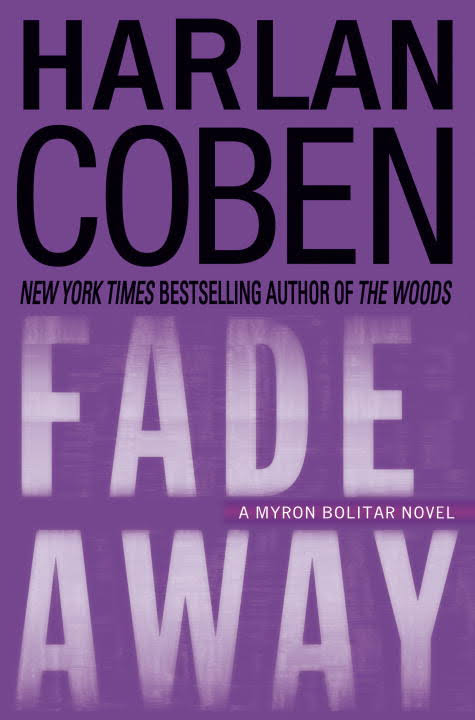 HARLAN
COBEN
NEW YORK TIMES BESTSELLING AUTHOR OF THE WOODS
FADE
A MYRON BOLITAR NOVEL
AWAY